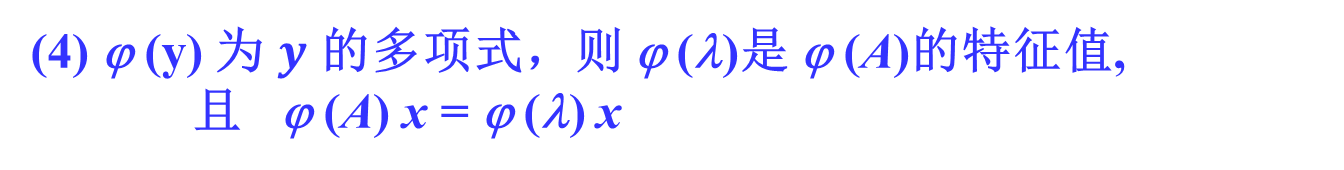 (4) φ (y) 为 y 的多项式，则 φ (λ)是 φ (A)的特征值,
且 φ (A) x = φ (λ) x